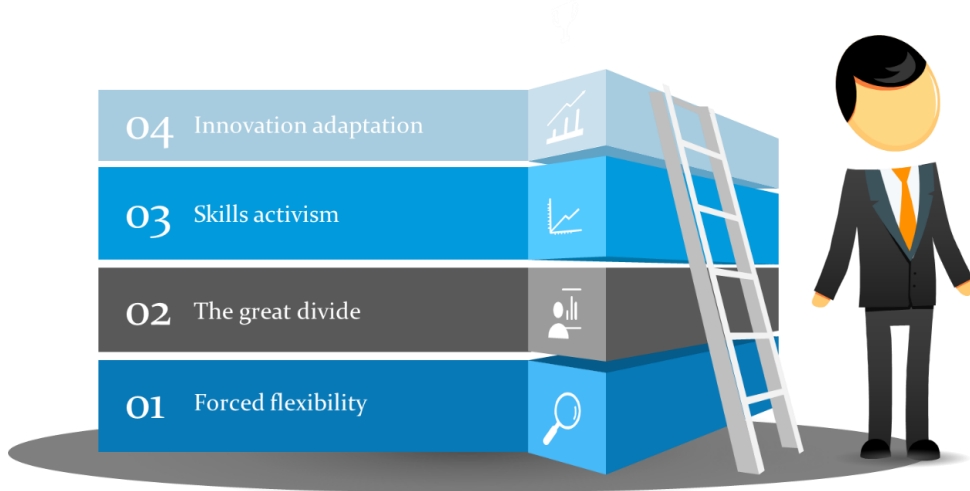 04 Innovation adaptation
03 Skills activism
02 The great divide
01 Forced flexibility